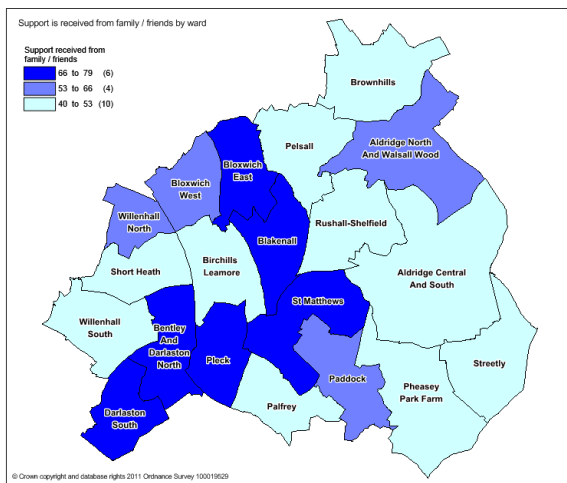 Support is received from family / friends by ward
Support received from
family / friends
66 to 79 (6)
53 to 66 (4)
40 to 53 (10)
Brownhills
Pelsall
Aldridge North
And Walsall Wood
Bloxwich
East
Bloxwich
West
Willenhall
North
Rushall-Shelfield
Blakenall
Short Heath
Birchills
Leamore
Aldridge Central
And South
St Matthews
Willenhall
South
Bentley
And
Darlaston
North
Pleck
Streetly
Paddock
Pheasey
Park Farm
Palfrey
Darlaston
South
© Crown copyright and database rights 2011 Ordnance Survey 100019529